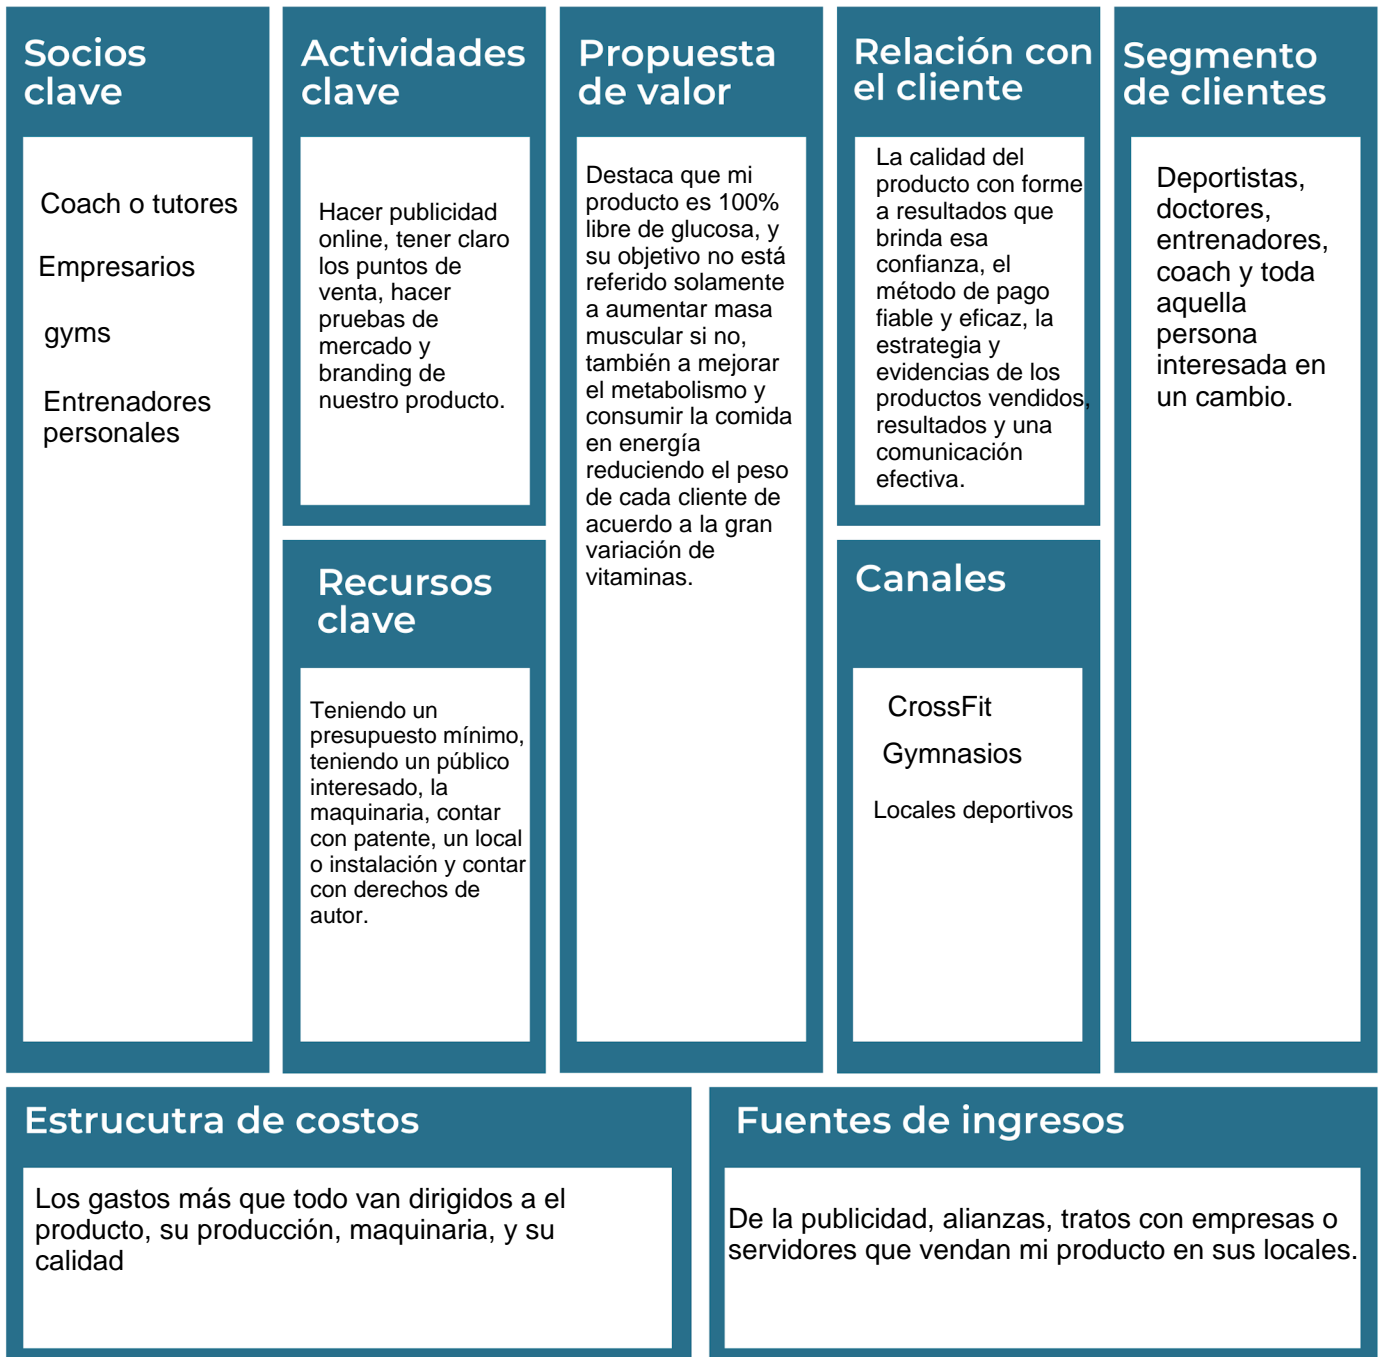 Socios
clave
Coach o tutores
Empresarios
gyms
Entrenadores
personales
Actividades
clave
Hacer publicidad
online, tener claro
los puntos de
venta, hacer
pruebas de
mercado y
branding de
nuestro producto.
Recursos
clave
Teniendo un
presupuesto mínimo,
teniendo un público
interesado, la
maquinaria, contar
con patente, un local
o instalación y contar
con derechos de
autor.
Propuesta
de valor
Destaca que mi
producto es 100%
libre de glucosa, y
su objetivo no está
referido solamente
a aumentar masa
muscular si no,
también a mejorar
el metabolismo y
consumir la comida
en energía
reduciendo el peso
de cada cliente de
acuerdo a la gran
variación de
vitaminas.
Relación con
el cliente
La calidad del
producto con forme
a resultados que
brinda esa
confianza, el
método de pago
fiable y eficaz, la
estrategia y
evidencias de los
productos vendidos,
resultados y una
comunicación
efectiva.
Canales
CrossFit
Gymnasios
Locales deportivos
Segmento
de clientes
Deportistas,
doctores,
entrenadores,
coach y toda
aquella
persona
interesada en
un cambio.
Estrucutra de costos
Los gastos más que todo van dirigidos a el
producto, su producción, maquinaria, y su
calidad
Fuentes de ingresos
De la publicidad, alianzas, tratos con empresas o
servidores que vendan mi producto en sus locales.